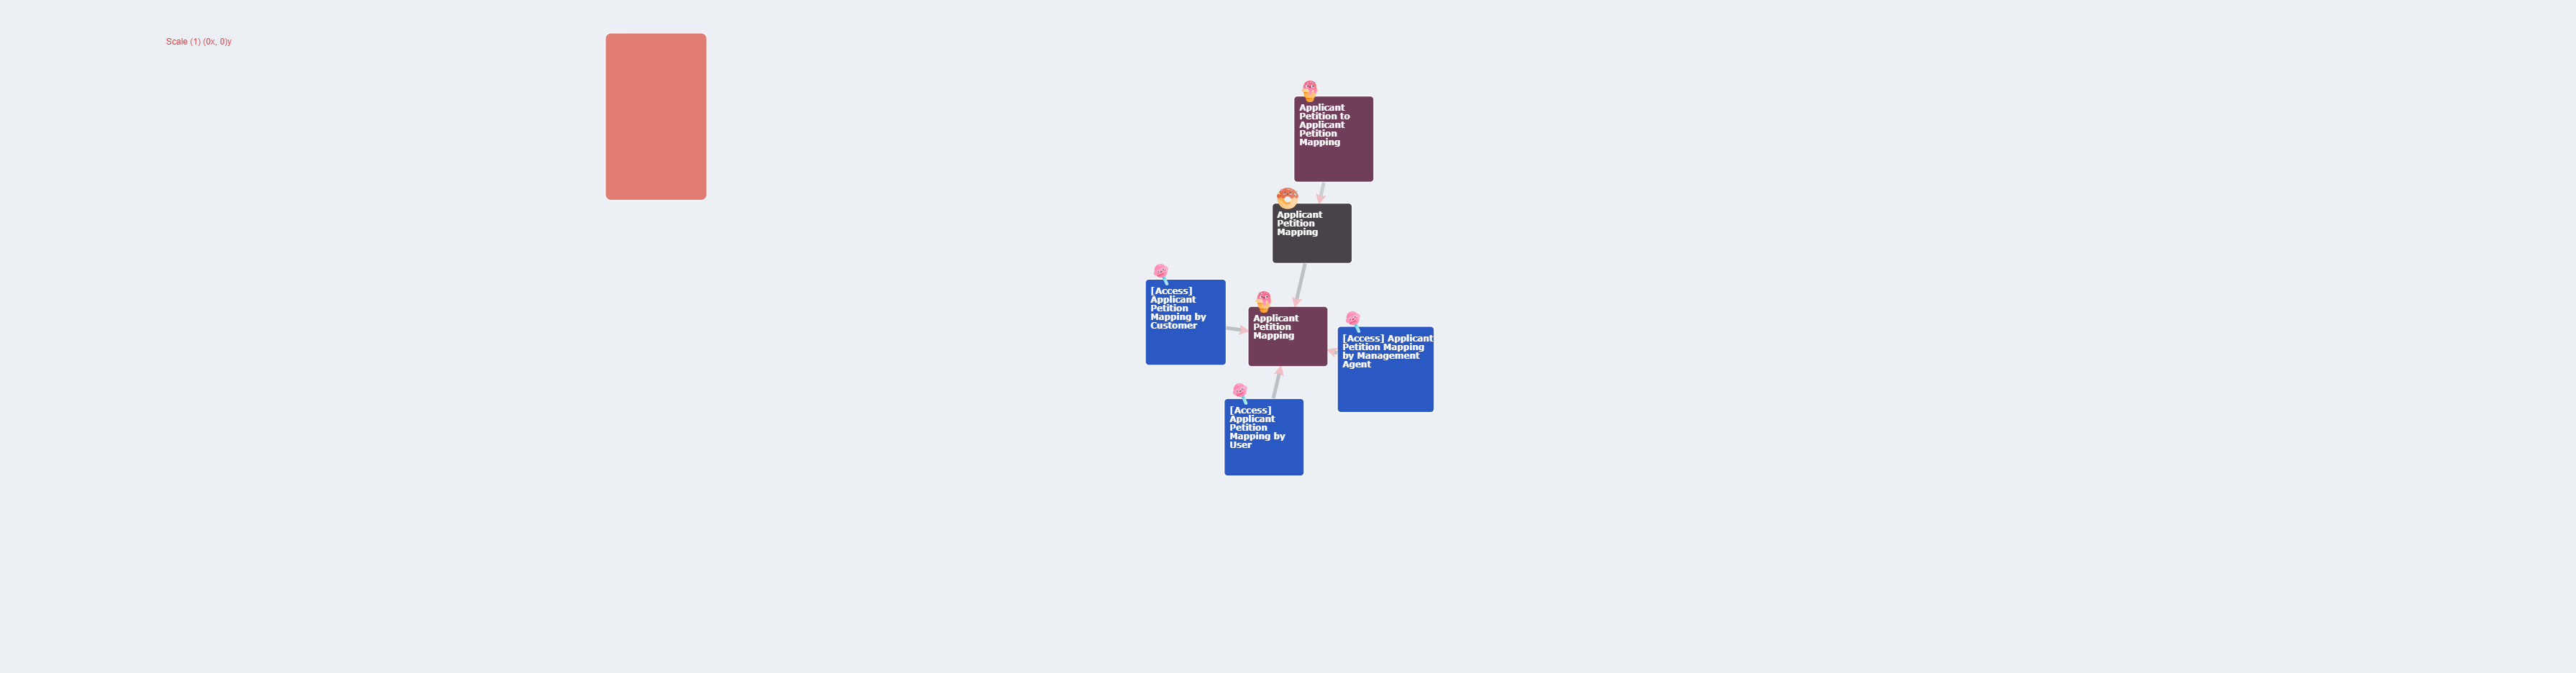 Scale (1) (0x, 0)y
Applicant
Petition to
Applicant
Petition
Mapping
Applicant
Petition
Mapping
[Access]
Applicant
Petition
Mapping by
Customer
Applicant
Petition
Mapping
[Access] Applicant
Petition Mapping
by Management
Agent
[Access]
Applicant
Petition
Mapping by
User